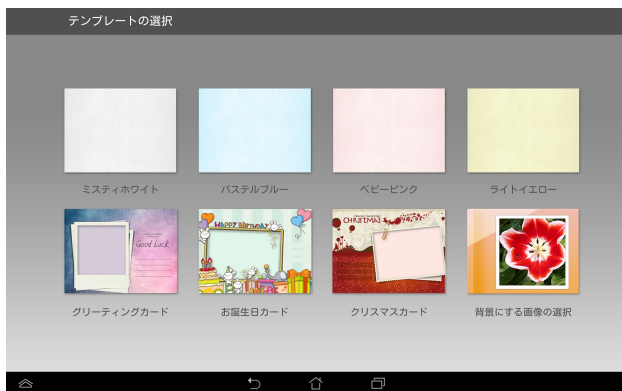 テンプレートの選択
ミスティホワイト
パステルブルー
ベビーピンク
ライトイエロー
Good Luck
HAPPY BIRTHDAY
CHRISTMAS
グリーティングカード
お誕生日カード
クリスマスカード
背景にする画像の選択